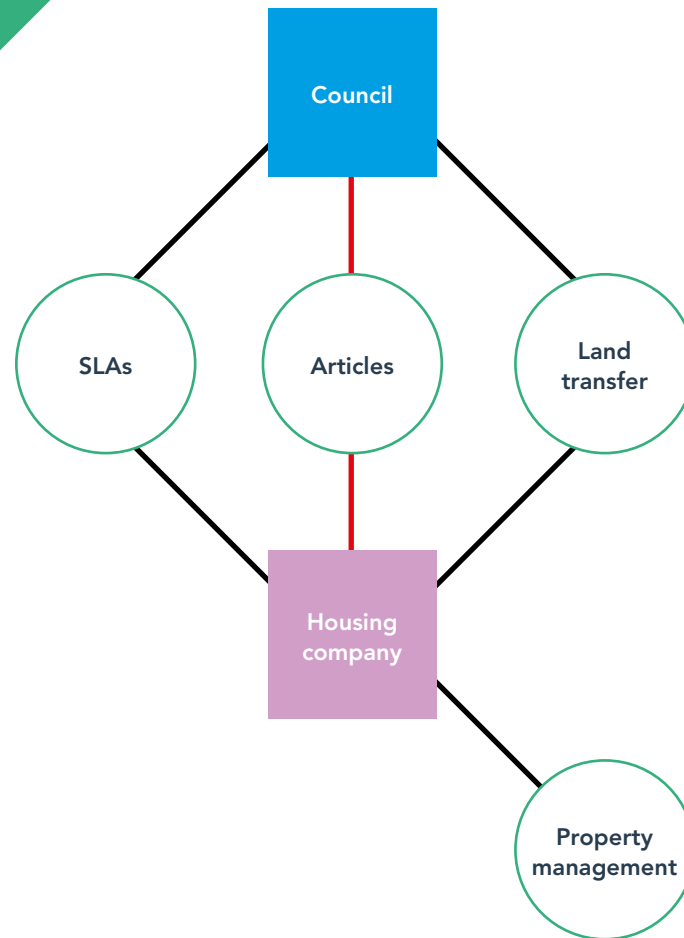 Council
SLAs
Articles
Land
transfer
Housing
company
Property
management